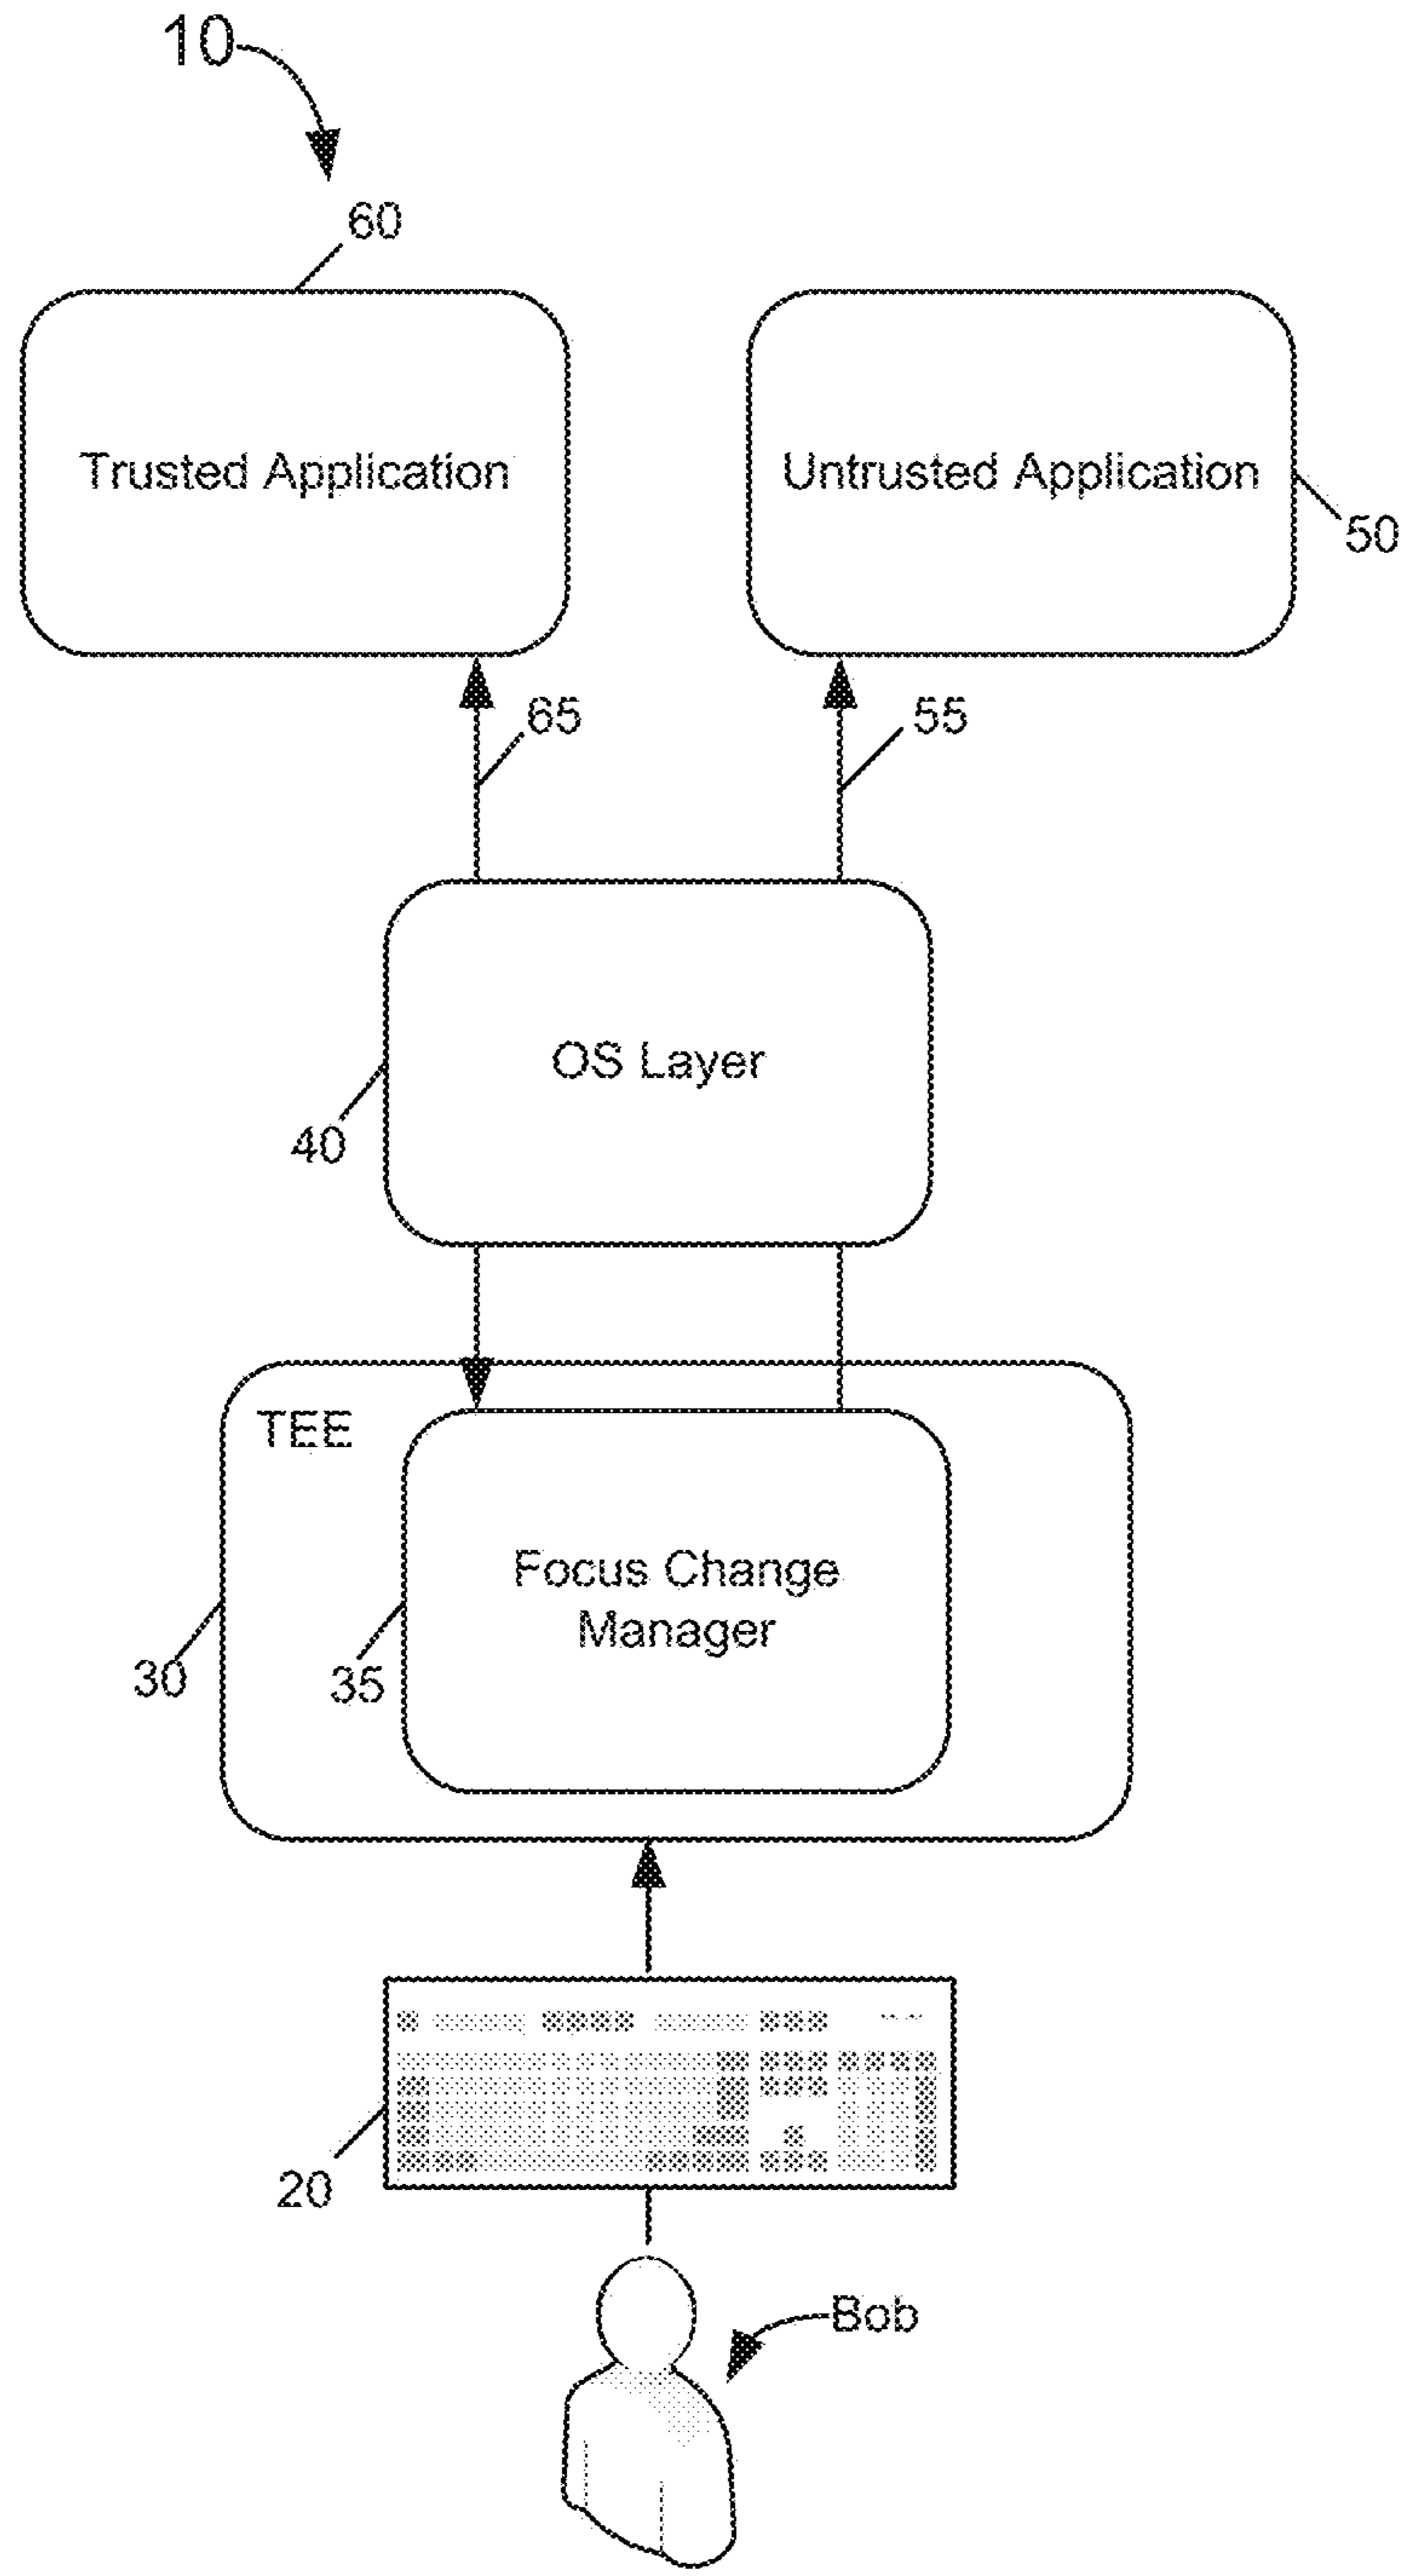 10
60
Trusted Application
Untrusted Application
50
65
55
OS Layer
40
TEE
Focus Change
Manager
30
35
20
Bob